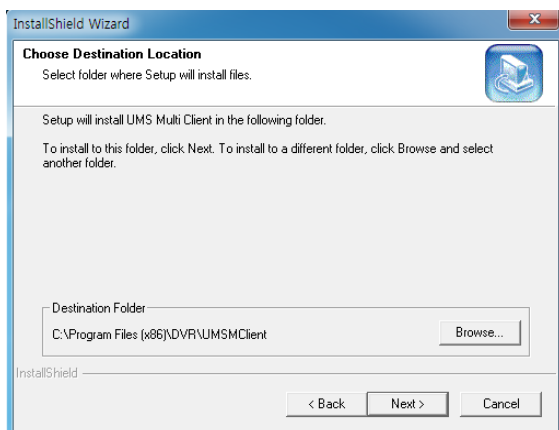 InstallShield Wizard
Choose Destination Location
Select folder where Setup will install files.
Setup will install UMS Multi Client in the following folder.
To install to this folder, click Next. To install to a different folder, click Browse and select
another folder.
Destination Folder
C:\Program Files (x86)\DVR\UMSMClient
Browse...
InstallShield
< Back
Next >
Cancel